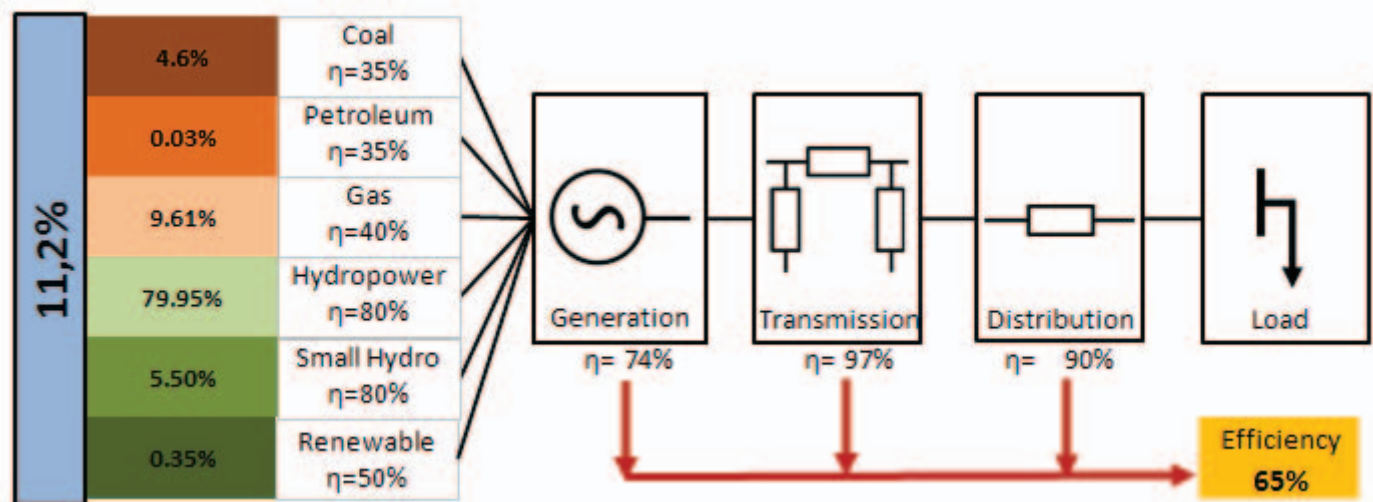 11,2%
4.6%
Coal
η=35%
0.03%
Petroleum
η=35%
9.61%
Gas
η=40%
79.95%
Hydropower
η=80%
5.50%
Small Hydro
η=80%
0.35%
Renewable
η=50%
Generation
η= 74%
Transmission
η= 97%
Distribution
η= 90%
Load
Efficiency
65%